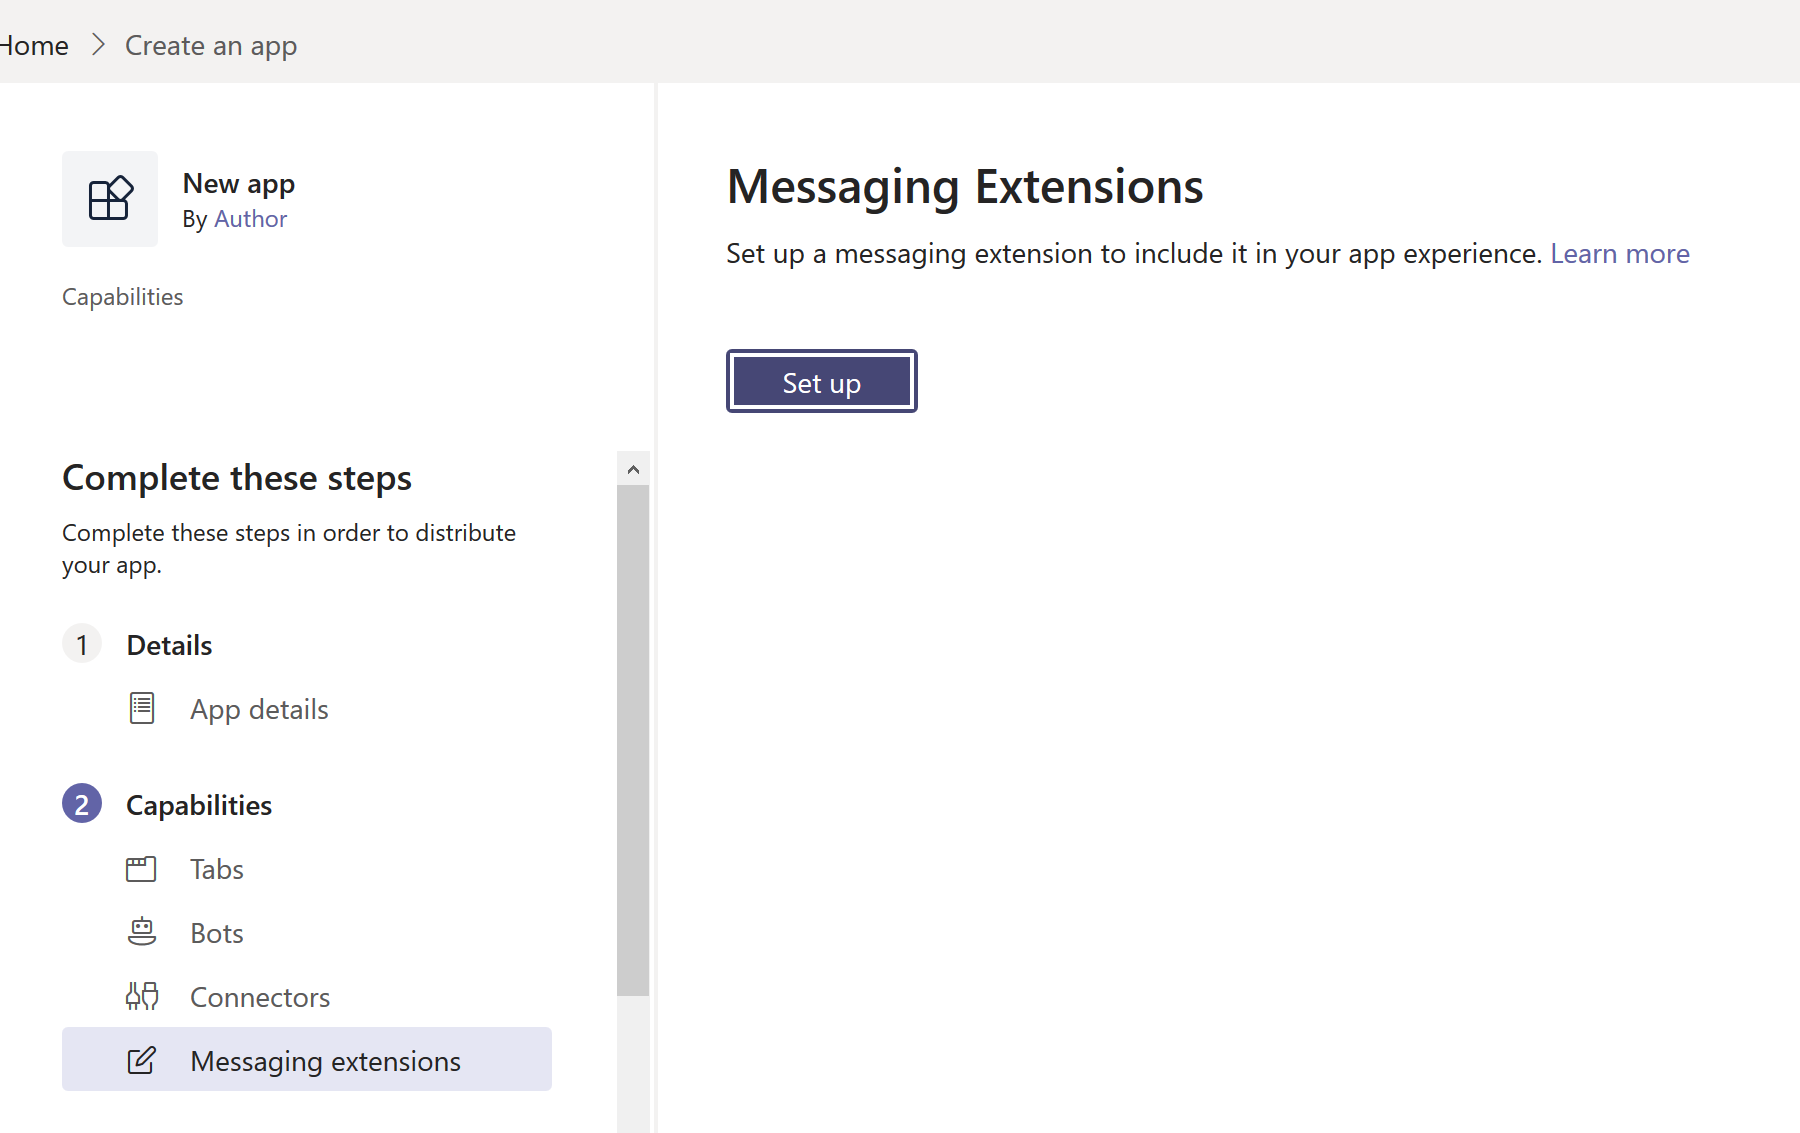 Home > Create an app
New app
By Author
Capabilities
Complete these steps
Complete these steps in order to distribute
your app.
1 Details
App details
2 Capabilities
Tabs
Bots
Connectors
Messaging extensions
Messaging Extensions
Set up a messaging extension to include it in your app experience. Learn more
Set up